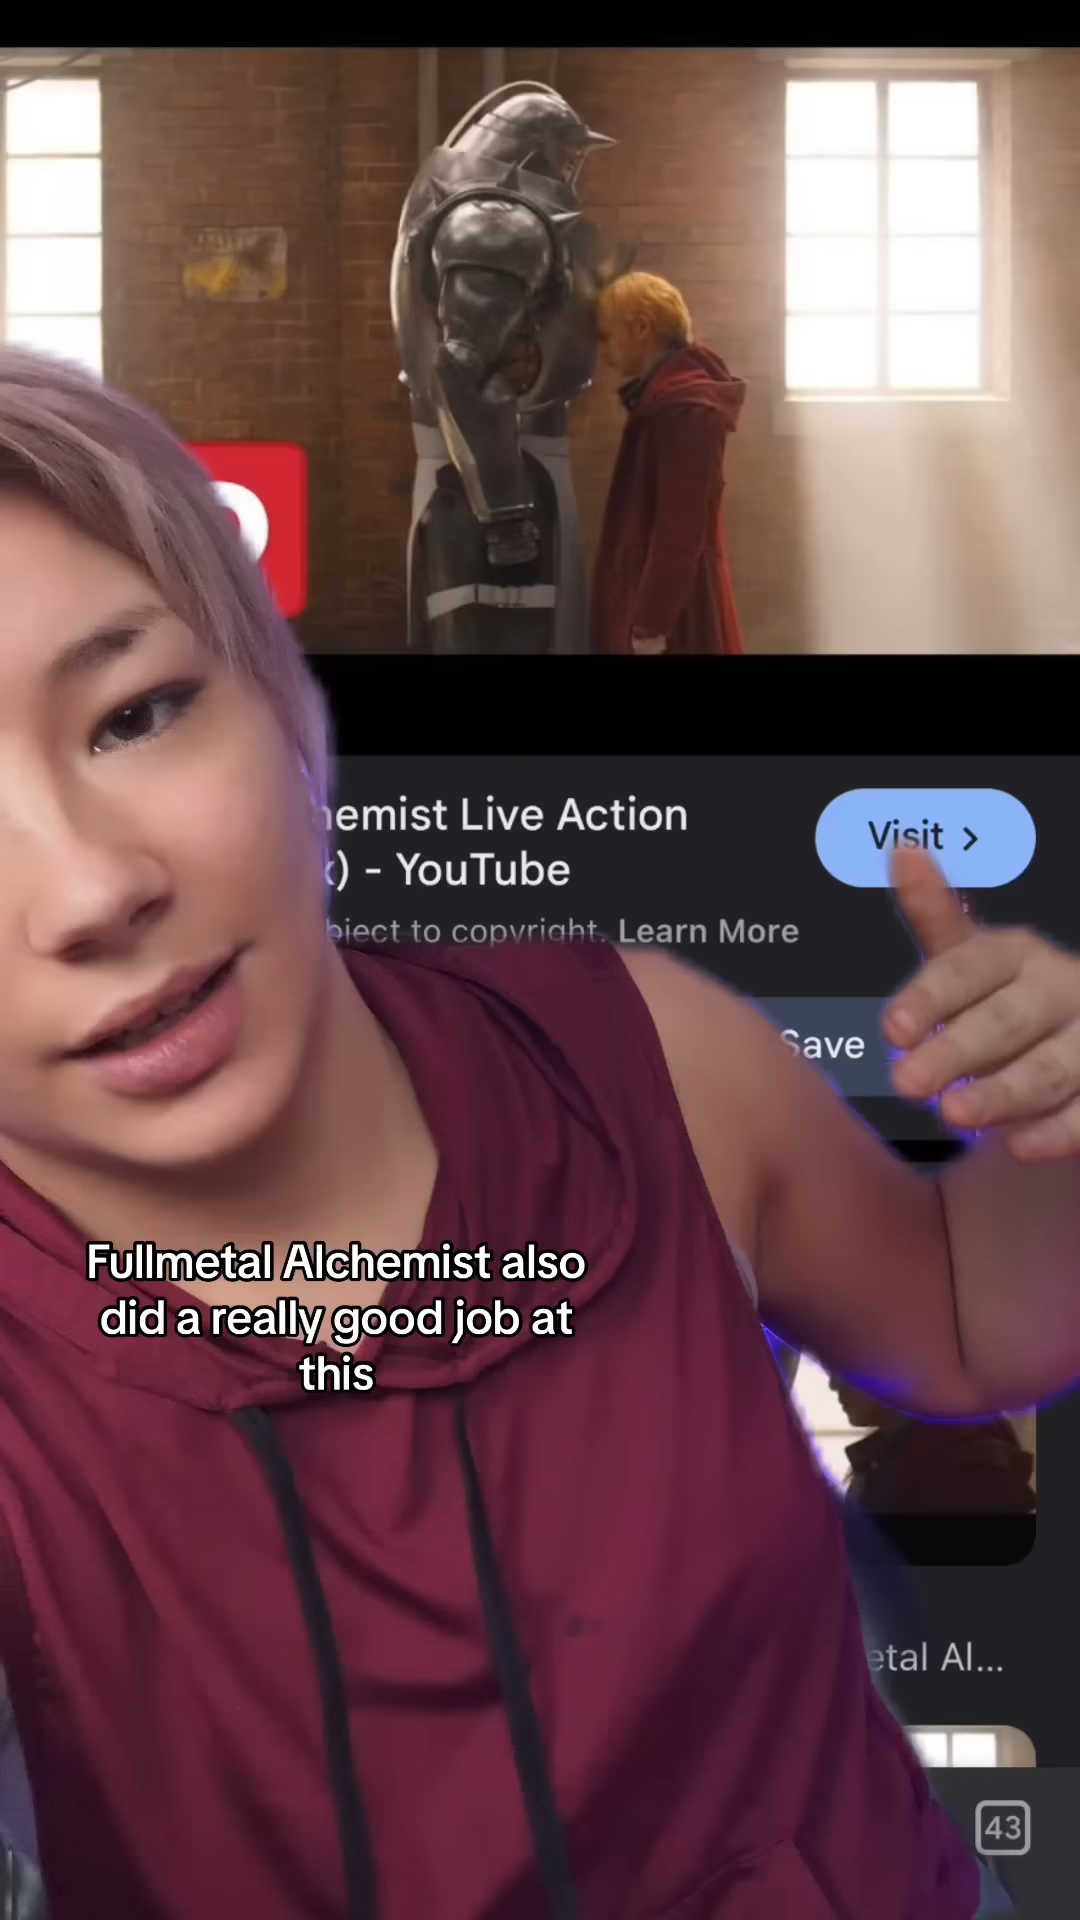 hemist Live Action
) - YouTube
Visit
bject to copyright. Learn More
Save
Fullmetal Alchemist also
did a really good job at
this
etal Al...
43